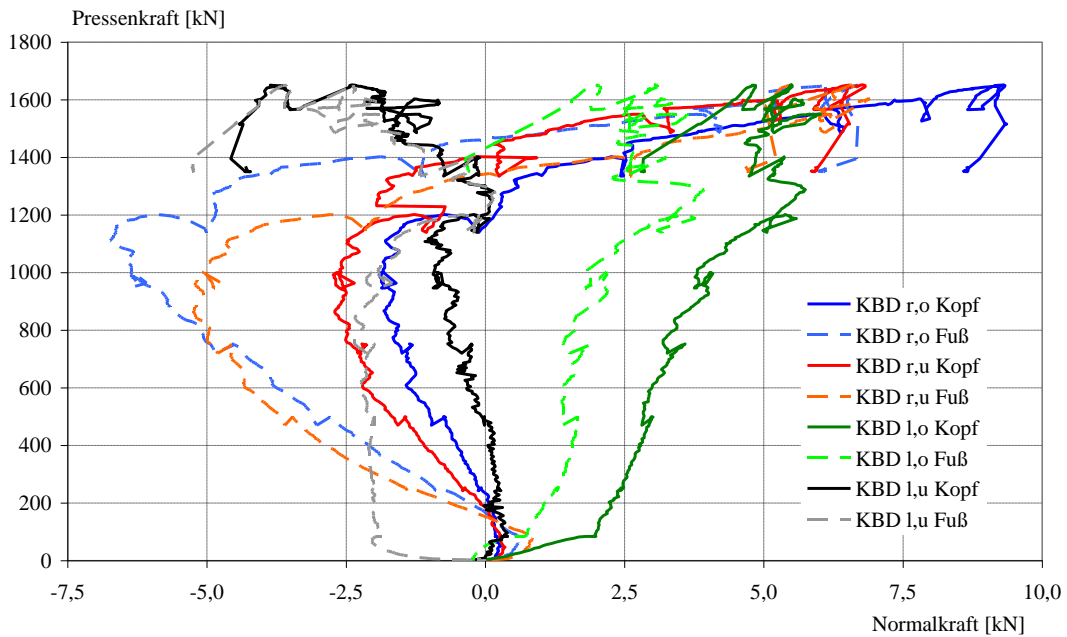 Pressenkraft [kN]
1800
1600
1400
1200
1000
800
600
400
200
0
-7,5
-5,0
-2,5
0,0
2,5
5,0
7,5
10,0
Normalkraft [kN]
KBD r,o Kopf
KBD r,o Fuß
KBD r,u Kopf
KBD r,u Fuß
KBD l,o Kopf
KBD l,o Fuß
KBD l,u Kopf
KBD l,u Fuß